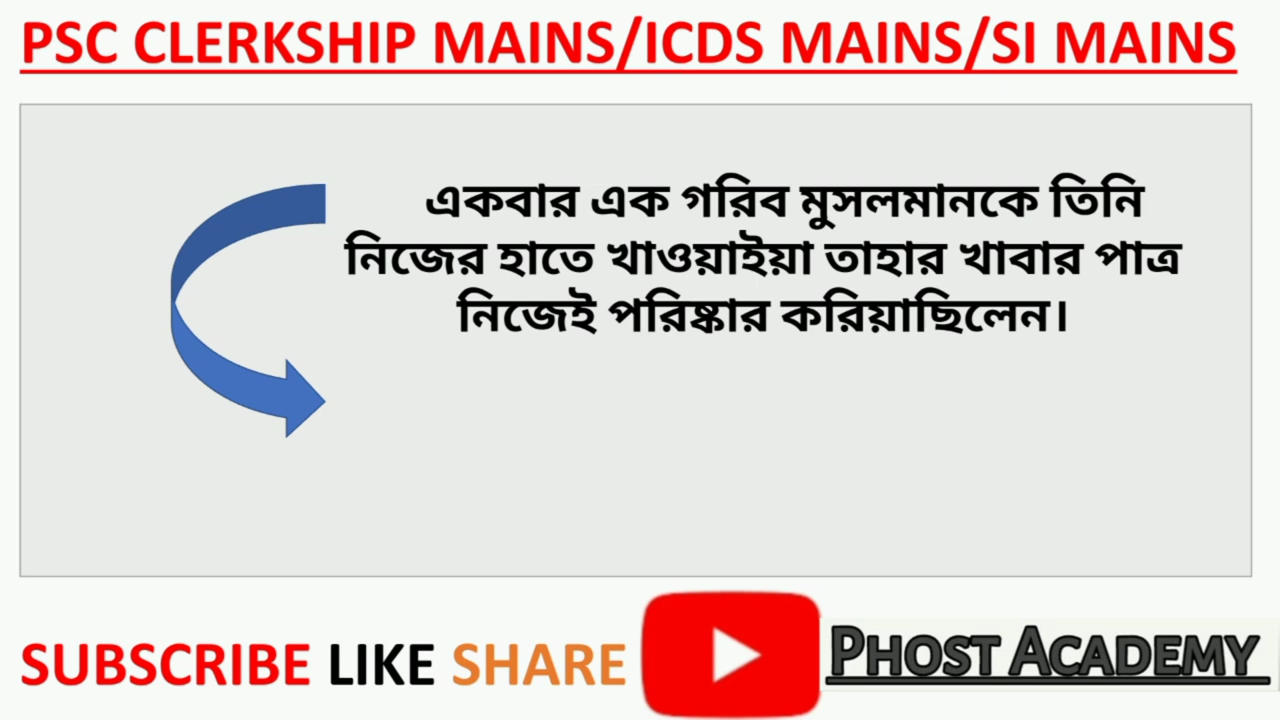 PSC CLERKSHIP MAINS/ICDS MAINS/SI MAINS
একবার এক গরিব মুসলমানকে তিনি
নিজের হাতে খাওয়াইয়া তাহার খাবার পাত্র
নিজেই পরিষ্কার করিয়াছিলেন।
SUBSCRIBE LIKE SHARE
PHOST ACADEMY